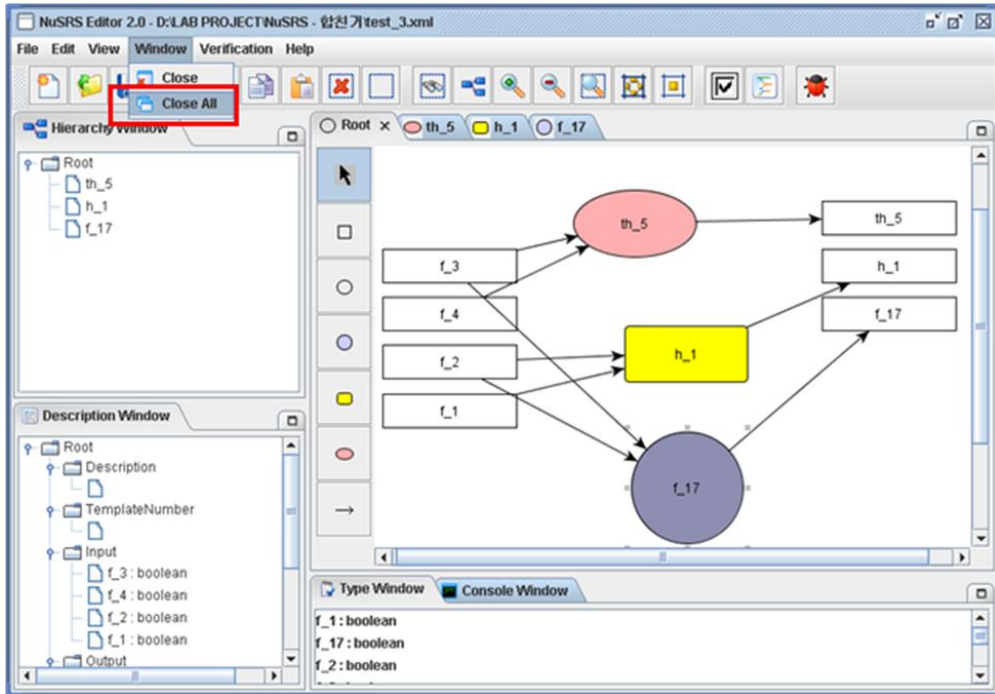 NuSRS Editor 2.0 - D:\LAB PROJECT\NuSRS - 합친거\test_3.xml
File Edit View Window Verification Help
Close
Close All
Hierarchy Window
Root
th_5
h_1
f_17
Root th_5 h_1 f_17
th_5
th_5
f_3
h_1
f_4
f_17
h_1
f_2
f_1
f_17
Description Window
Root
Description
TemplateNumber
Input
f_3 : boolean
f_4 : boolean
f_2 : boolean
f_1 : boolean
Output
Type Window Console Window
f_1 : boolean
f_17 : boolean
f_2 : boolean